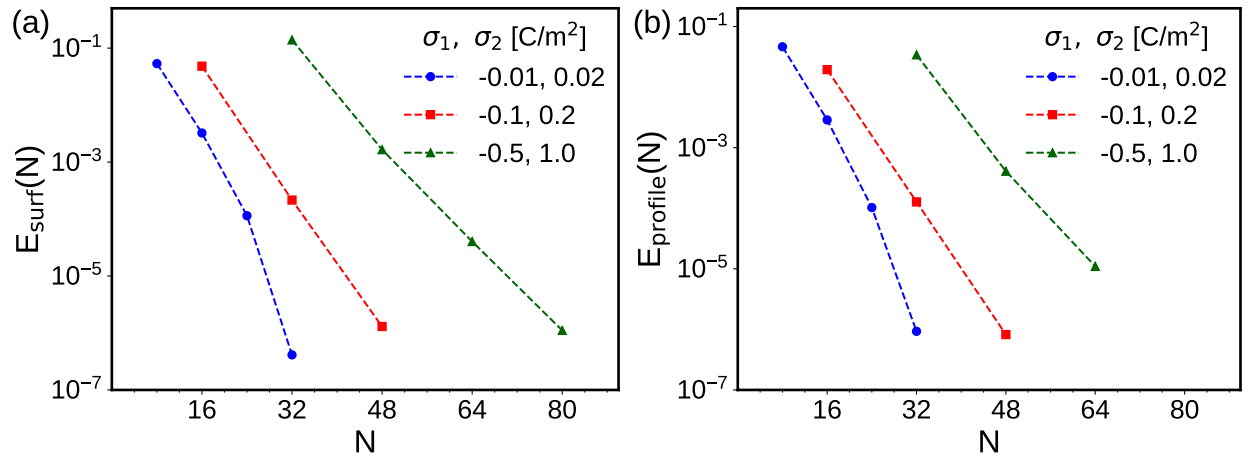 (a)
E_surf(N)
10⁻¹
10⁻³
10⁻⁵
10⁻⁷
σ₁, σ₂ [C/m²]
-0.01, 0.02
-0.1, 0.2
-0.5, 1.0
16 32 48 64 80
N
(b)
E_profile(N)
10⁻¹
10⁻³
10⁻⁵
10⁻⁷
σ₁, σ₂ [C/m²]
-0.01, 0.02
-0.1, 0.2
-0.5, 1.0
16 32 48 64 80
N